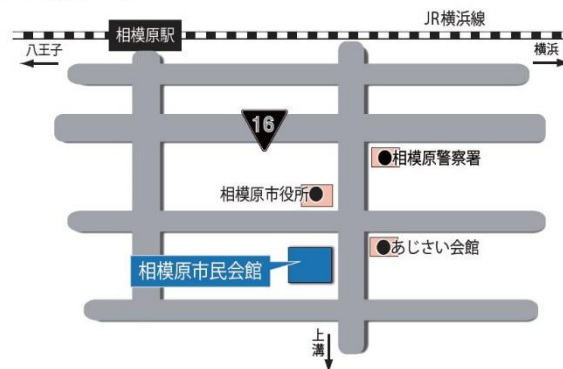 JR横浜線
相模原駅
八王子
横浜
16
相模原警察署
相模原市役所
あじさい会館
相模原市民会館
上溝